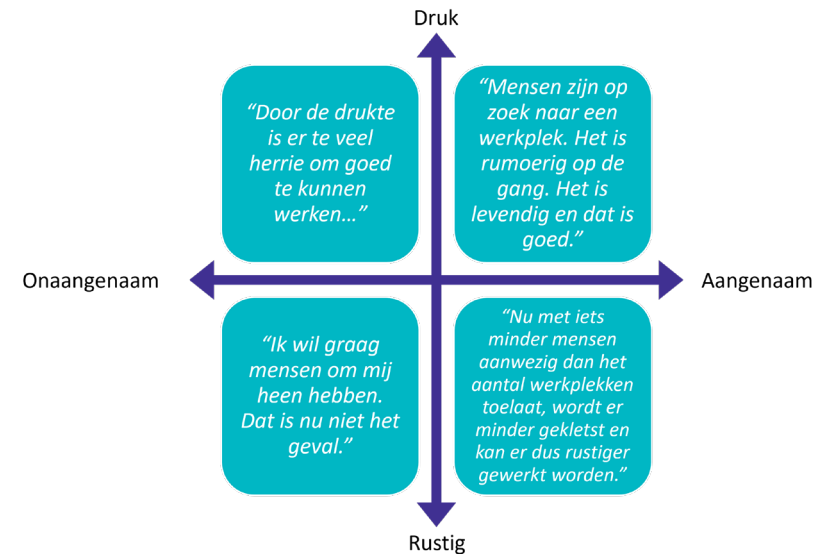 Druk
“Door de drukte
is er te veel
herrie om goed
te kunnen
werken…”
“Mensen zijn op
zoek naar een
werkplek. Het is
rumoerig op de
gang. Het is
levendig en dat is
goed.”
Onaangenaam
Aangenaam
“Ik wil graag
mensen om mij
heen hebben.
Dat is nu niet het
geval.”
“Nu met iets
minder mensen
aanwezig dan het
aantal werkplekken
toelaat, wordt er
minder gekletst en
kan er dus rustiger
gewerkt worden.”
Rustig